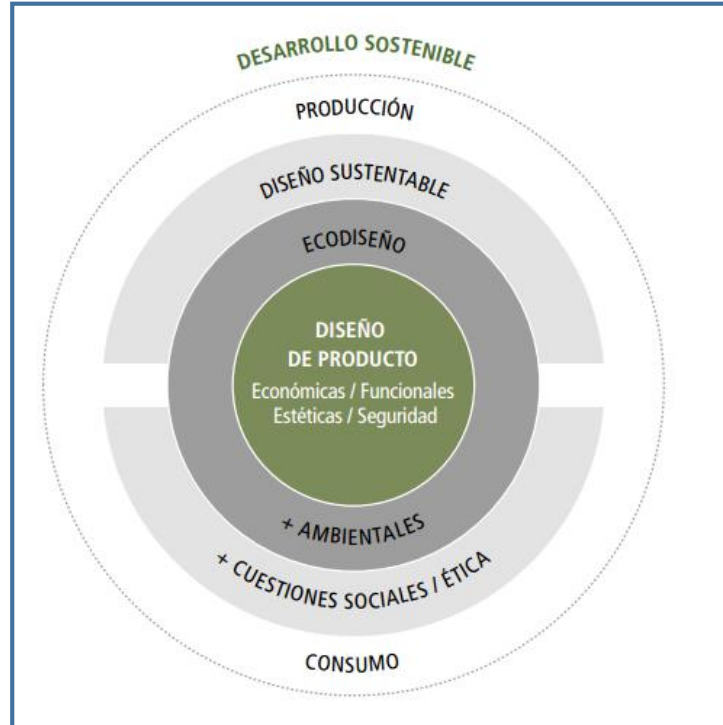 DESARROLLO SOSTENIBLE
PRODUCCIÓN
DISEÑO SUSTENTABLE
ECODISEÑO
DISEÑO
DE PRODUCTO
Económicas / Funcionales
Estéticas / Seguridad
+ AMBIENTALES
+ CUESTIONES SOCIALES / ÉTICA
CONSUMO